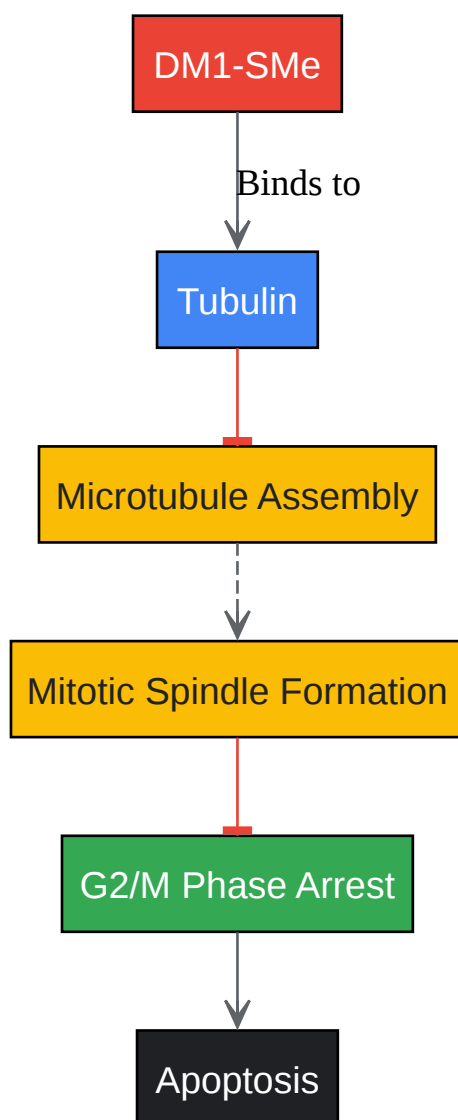 DM1-SMe
Binds to
Tubulin
Microtubule Assembly
Mitotic Spindle Formation
G2/M Phase Arrest
Apoptosis